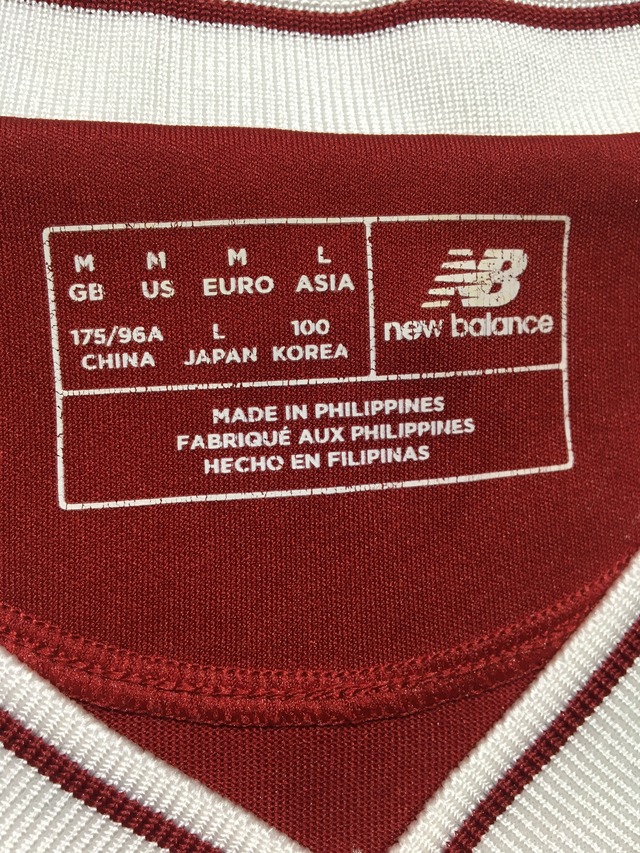 M M M L
GB US EURO ASIA
175/96A L 100
CHINA JAPAN KOREA
NB
new balance
MADE IN PHILIPPINES
FABRIQUÉ AUX PHILIPPINES
HECHO EN FILIPINAS